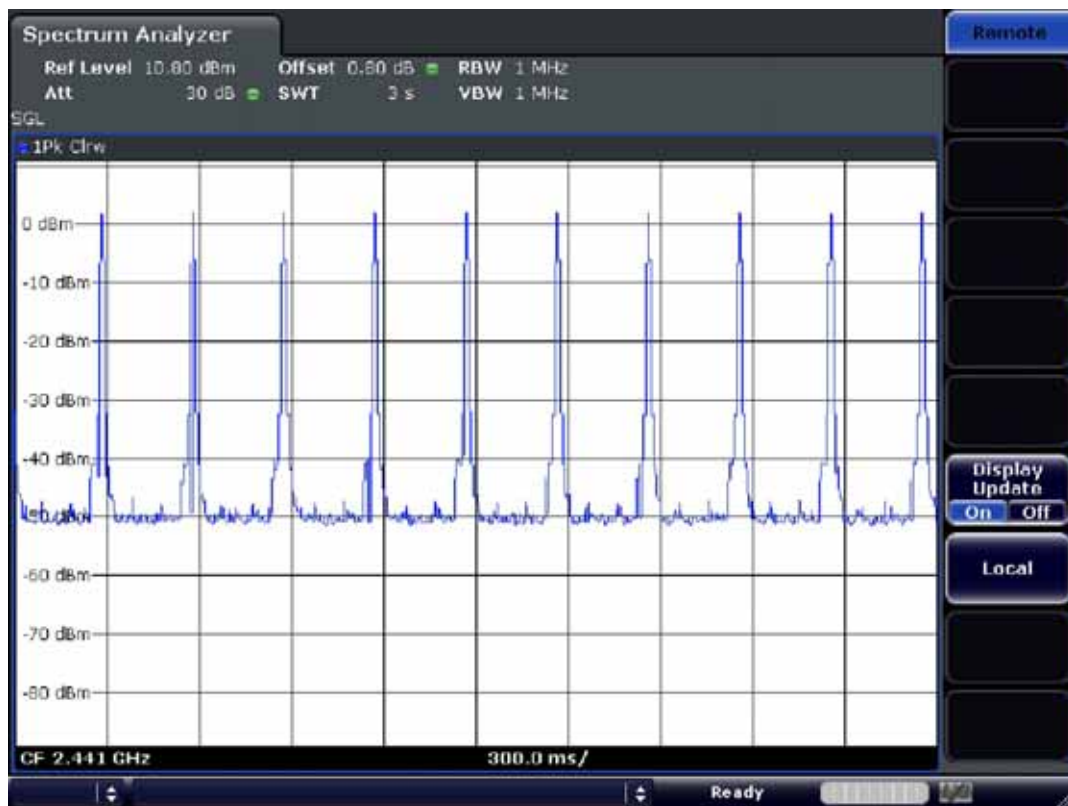 Spectrum Analyzer
Remote
Ref Level 10.80 dBm Offset 0.80 dB RBW 1 MHz
Att 30 dB SWT 3 s VBW 1 MHz
SGL
1Pk Clrw
0 dBm
-10 dBm
-20 dBm
-30 dBm
-40 dBm
-50 dBm
-60 dBm
-70 dBm
-80 dBm
CF 2.441 GHz 300.0 ms/
Display
Update
On Off
Local
Ready